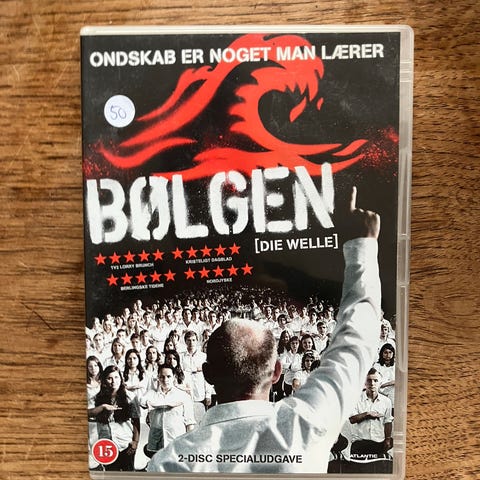 ONDSKAB ER NOGET MAN LÆRER
50
BØLGEN
[DIE WELLE]
★★★★★ ★★★★★
TV2 LORRY BRUNCH KRISTELIGT DAGBLAD
★★★★★ ★★★★★
BERLINGSKE TIDENDE NORDJYSKE
15
2-DISC SPECIALUDGAVE
ATLANTIC